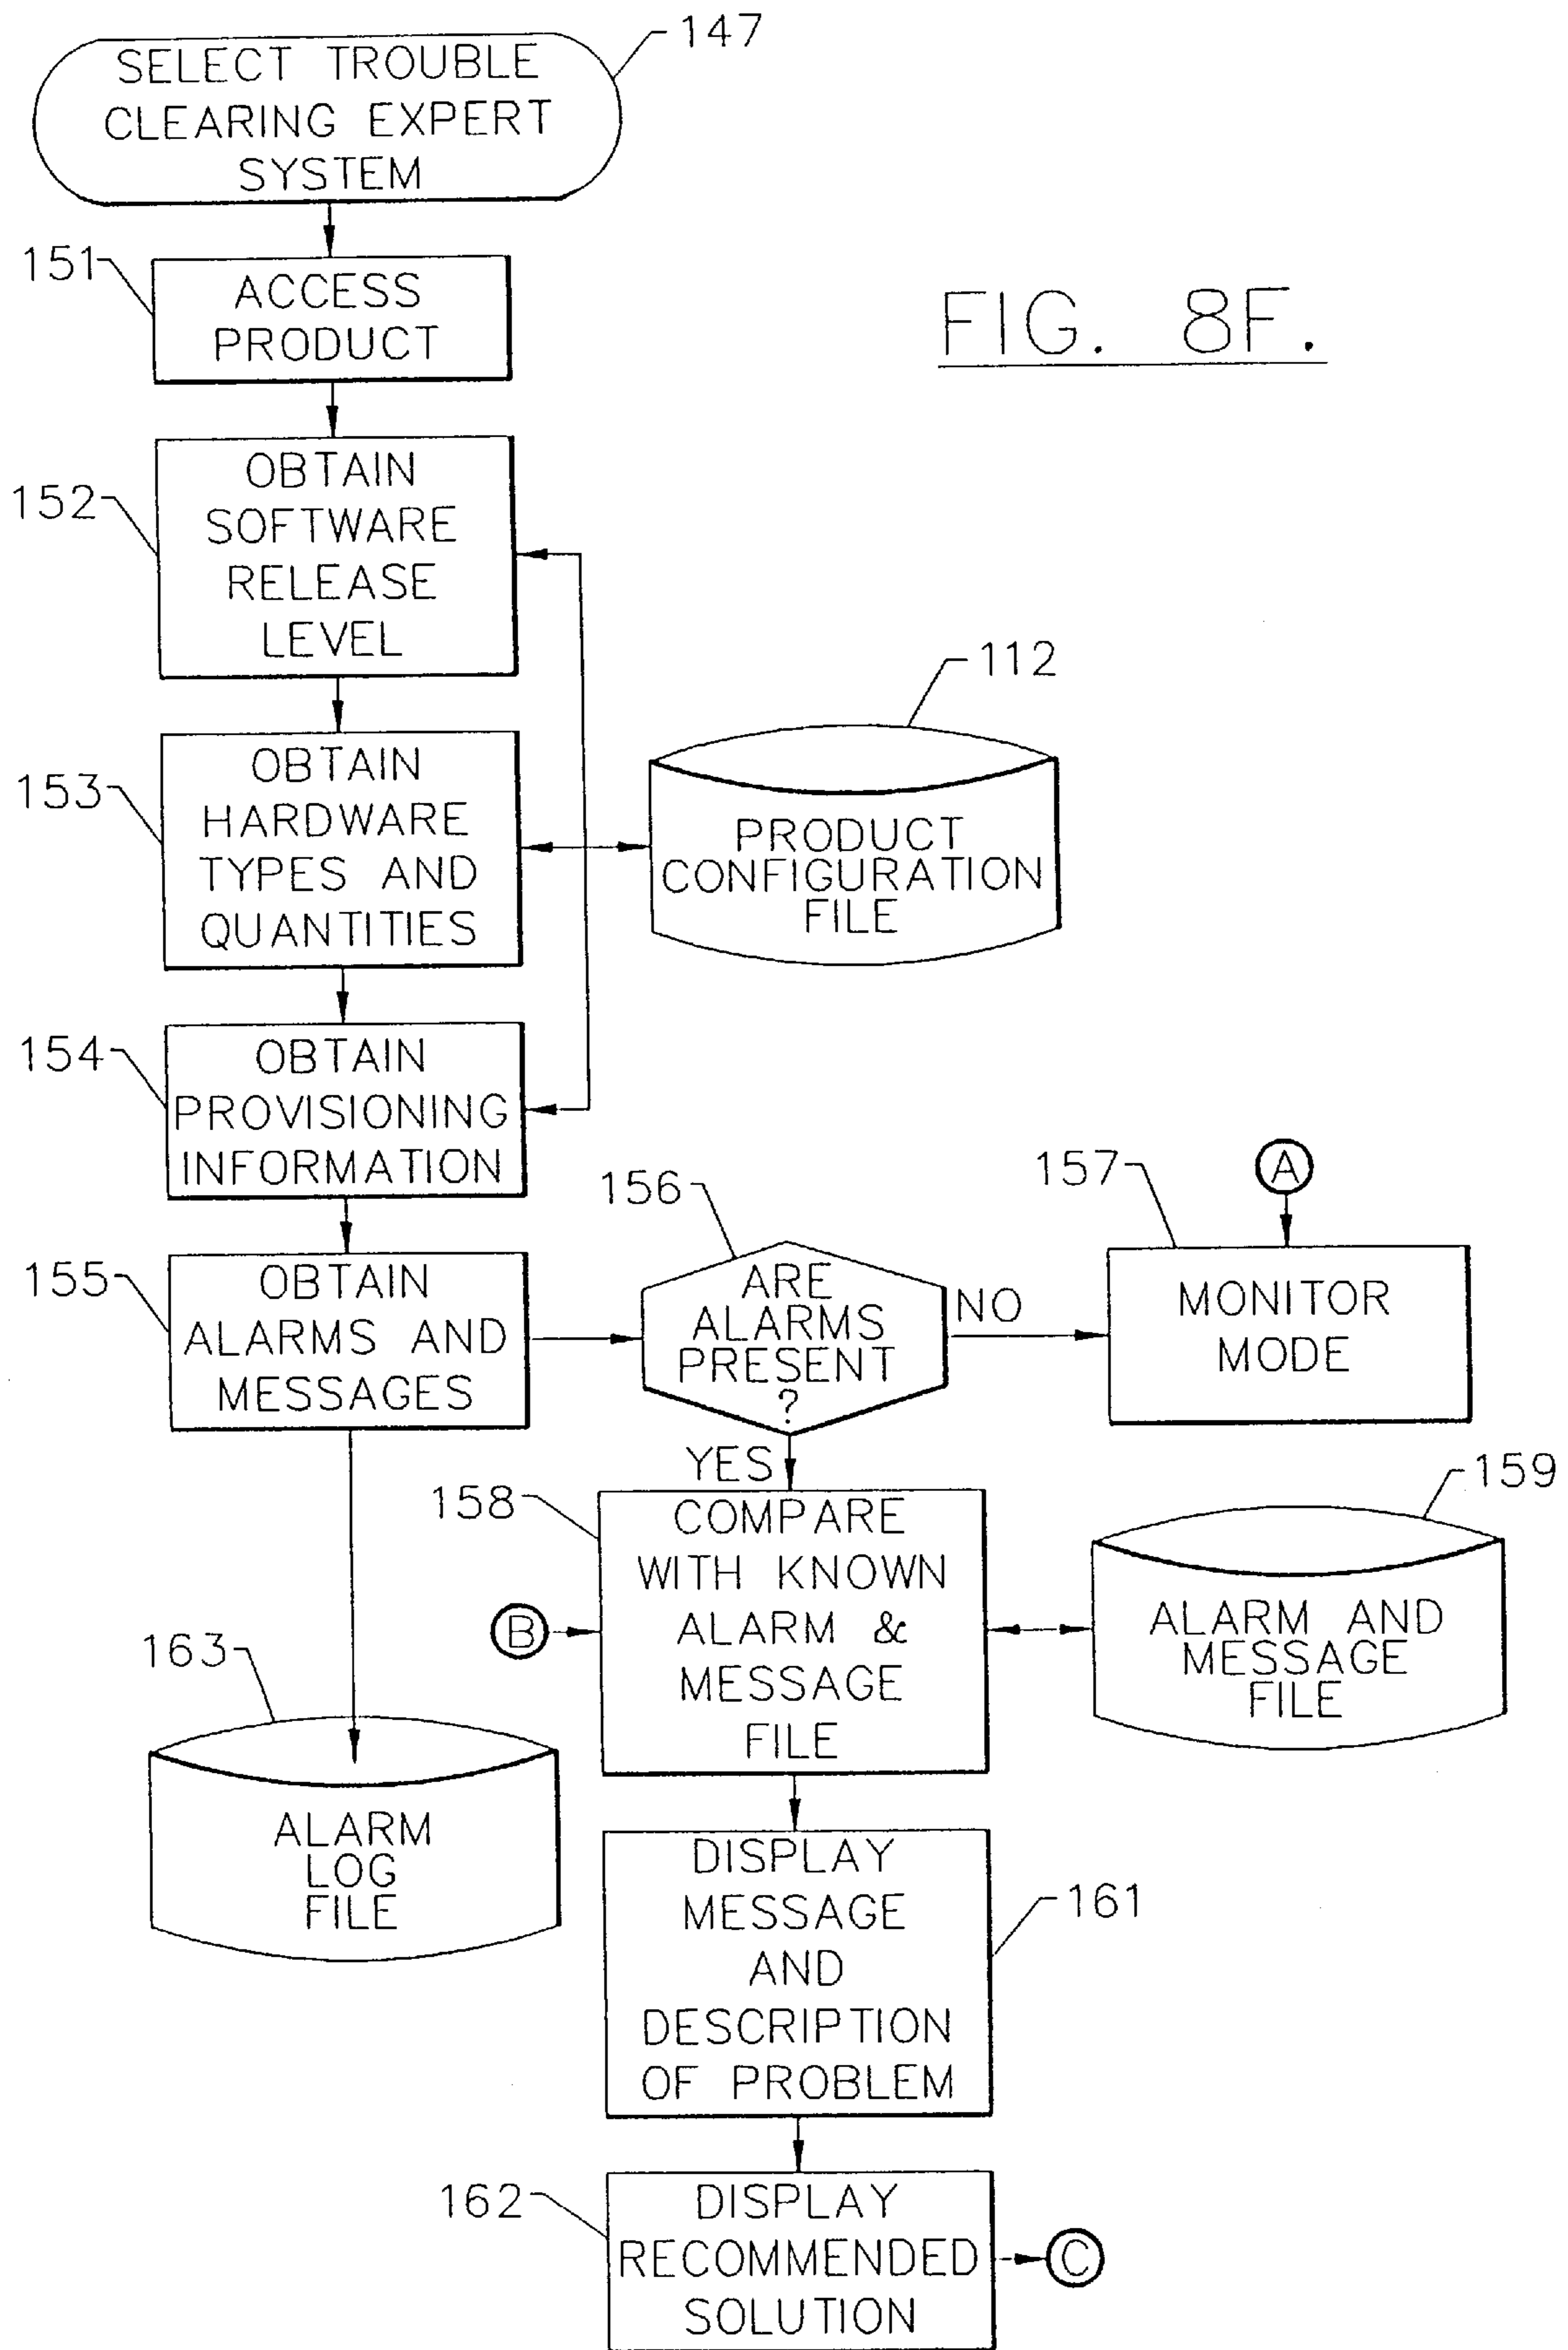 147
SELECT TROUBLE
CLEARING EXPERT
SYSTEM
151
ACCESS
PRODUCT
FIG. 8F.
152
OBTAIN
SOFTWARE
RELEASE
LEVEL
112
153
OBTAIN
HARDWARE
TYPES AND
QUANTITIES
PRODUCT
CONFIGURATION
FILE
154
OBTAIN
PROVISIONING
INFORMATION
155
OBTAIN
ALARMS AND
MESSAGES
156
ARE
ALARMS
PRESENT
?
NO
157
A
MONITOR
MODE
YES
158
COMPARE
WITH KNOWN
ALARM &
MESSAGE
FILE
B
159
ALARM AND
MESSAGE
FILE
163
ALARM
LOG
FILE
DISPLAY
MESSAGE
AND
DESCRIPTION
OF PROBLEM
161
162
DISPLAY
RECOMMENDED
SOLUTION
C